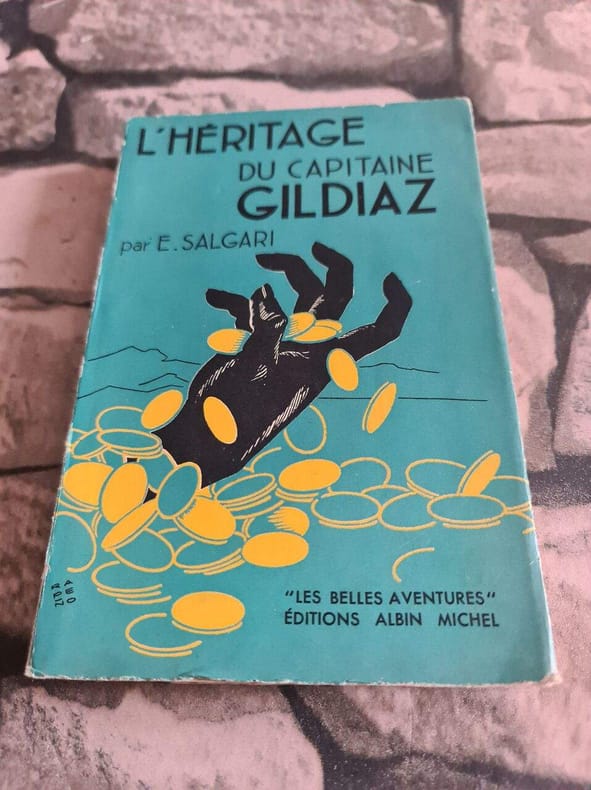 L'HÉRITAGE
DU CAPITAINE
GILDIAZ
par E. SALGARI
"LES BELLES AVENTURES"
ÉDITIONS ALBIN MICHEL